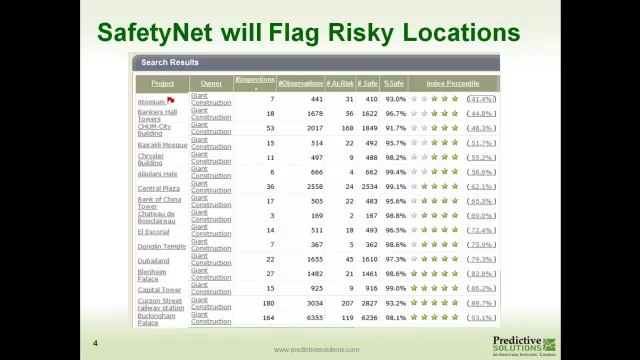 SafetyNet will Flag Risky Locations
Search Results
Project Owner #Inspections #Observations # At-Risk # Safe %Safe Index Percentile
Atomium Giant Construction 7 441 31 410 93.0% (41.4%)
Bankers Hall Towers Giant Construction 18 1678 56 1622 96.7% (44.8%)
CHUM-City Building Giant Construction 53 2017 168 1849 91.7% (48.3%)
Bairakli Mosque Giant Construction 15 514 22 492 95.7% (51.7%)
Chrysler Building Giant Construction 11 497 9 488 98.2% (55.2%)
Aliiolani Hale Giant Construction 6 666 4 662 99.4% (58.6%)
Central Plaza Giant Construction 36 2558 24 2534 99.1% (62.1%)
Bank of China Tower Giant Construction 17 505 22 483 95.6% (65.5%)
Chateau de Boisclaireau Giant Construction 3 169 2 167 98.8% (69.0%)
El Escorial Giant Construction 14 511 18 493 96.5% (72.4%)
Donglin Temple Giant Construction 7 367 5 362 98.6% (75.9%)
Dubailand Giant Construction 22 1655 45 1610 97.3% (79.3%)
Blenheim Palace Giant Construction 27 1482 21 1461 98.6% (82.8%)
Capital Tower Giant Construction 15 925 9 916 99.0% (86.2%)
Curzon Street railway station Giant Construction 180 3034 207 2827 93.2% (89.7%)
Buckingham Palace Giant Construction 164 6355 119 6236 98.1% (93.1%)
4
www.predictivesolutions.com
Predictive
SOLUTIONS
AN INDUSTRIAL SCIENTIFIC COMPANY